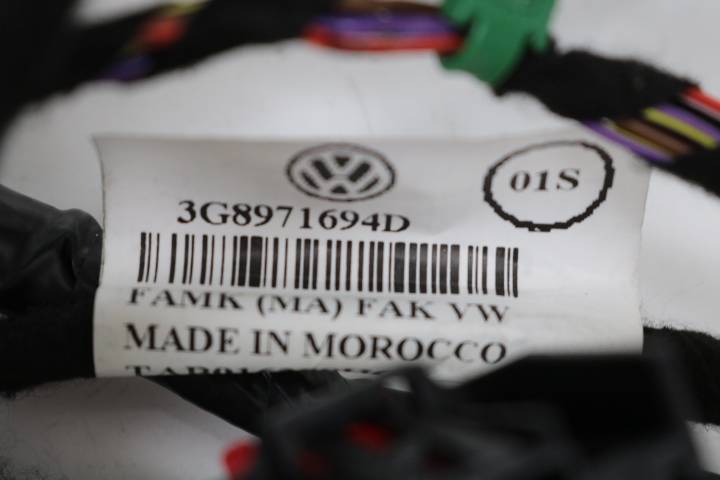 01S
3G8971694D
FAMK (MA) FAK VW
MADE IN MOROCCO